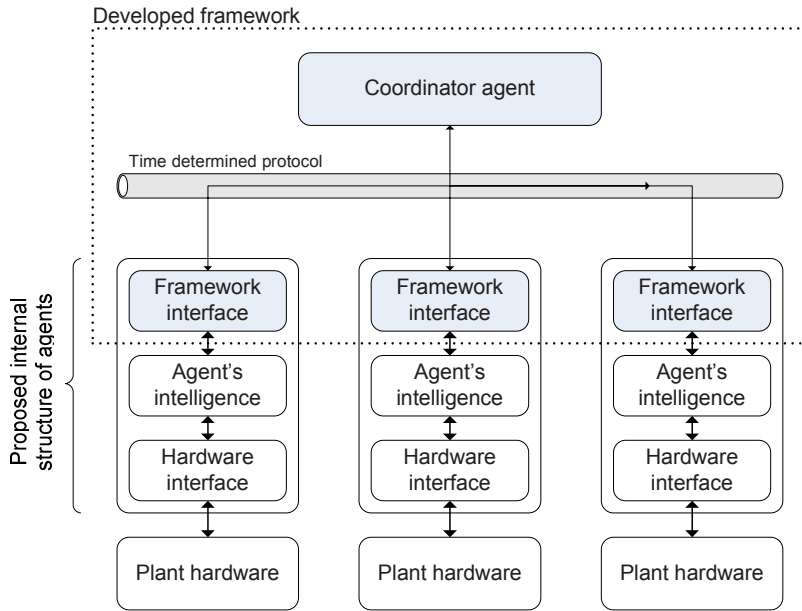 Developed framework
Coordinator agent
Time determined protocol
Proposed internal
structure of agents
Framework
interface
Framework
interface
Framework
interface
Agent's
intelligence
Agent's
intelligence
Agent's
intelligence
Hardware
interface
Hardware
interface
Hardware
interface
Plant hardware
Plant hardware
Plant hardware